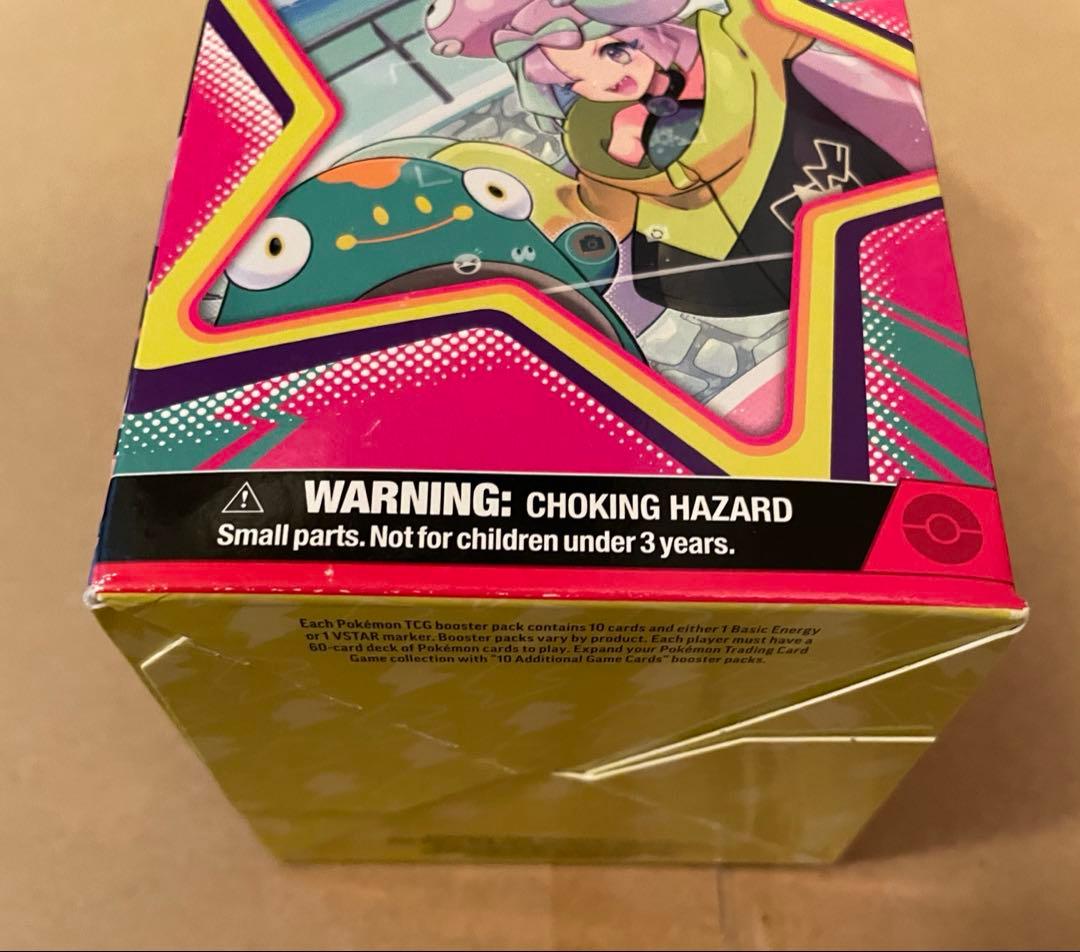 WARNING: CHOKING HAZARD
Small parts. Not for children under 3 years.
Each Pokémon TCG booster pack contains 10 cards and either 1 Basic Energy
or 1 VSTAR marker. Booster packs vary by product. Each player must have a
60-card deck of Pokémon cards to play. Expand your Pokémon Trading Card
Game collection with "10 Additional Game Cards" booster packs.